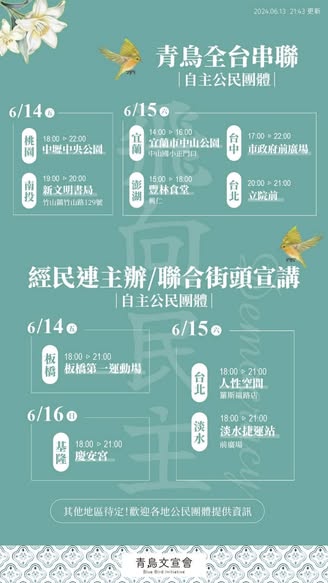 2024.06.13 21:43 更新
青鳥全台串聯
|自主公民團體|
6/14 五
桃園
18:00 ▷ 22:00
中壢中央公園
南投
19:00 ▷ 20:00
新文明書局
竹山鎮竹山路129號
6/15 六
宜蘭
14:00 ▷ 16:00
宜蘭市中山公園
中山國小正門口
澎湖
15:00 ▷ 18:00
豐林食堂
台中
17:00 ▷ 22:00
市政府前廣場
台北
20:00 ▷ 21:00
立院前
飛向民主
Democracy
經民連主辦/聯合街頭宣講
|自主公民團體|
6/14 五
板橋
18:00 ▷ 21:00
板橋第一運動場
6/16 日
基隆
18:00 ▷ 21:00
慶安宮
6/15 六
台北
18:00 ▷ 21:00
人性空間
羅斯福路店
淡水
18:00 ▷ 21:00
淡水捷運站
前廣場
其他地區待定!歡迎各地公民團體提供資訊
青鳥文宣會
Blue Bird Initiative